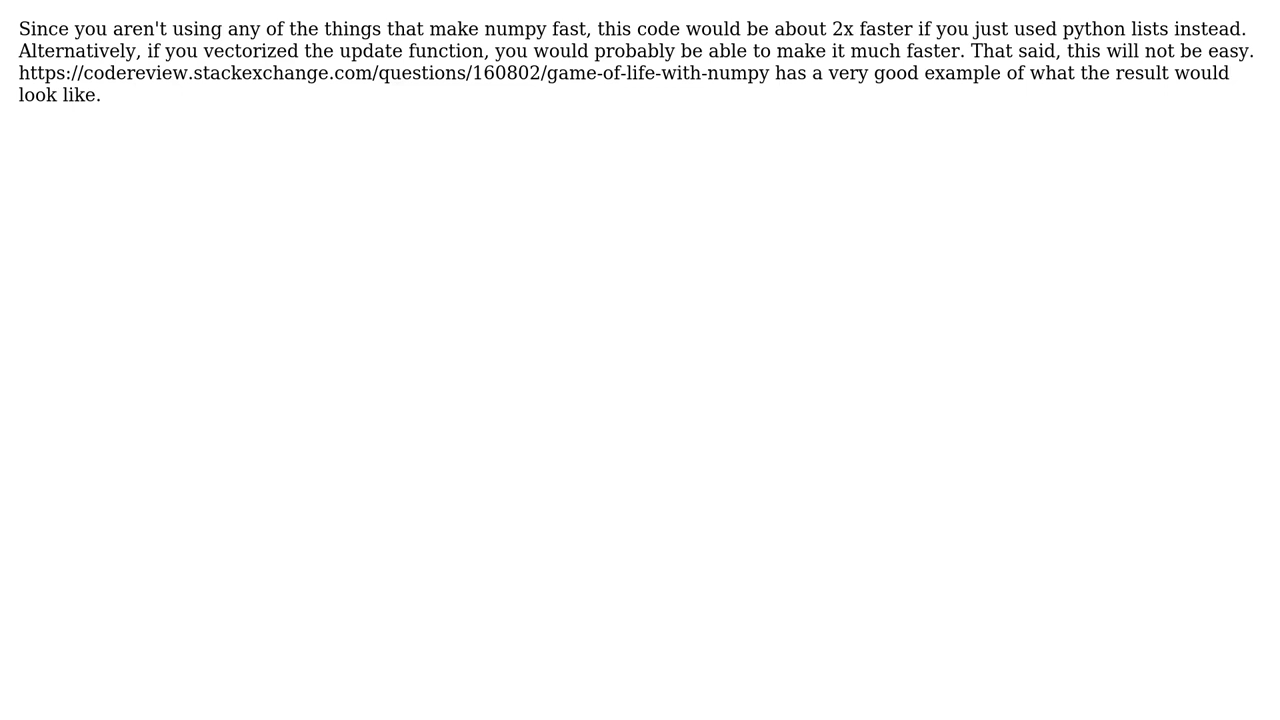 Since you aren't using any of the things that make numpy fast, this code would be about 2x faster if you just used python lists instead.
Alternatively, if you vectorized the update function, you would probably be able to make it much faster. That said, this will not be easy.
https://codereview.stackexchange.com/questions/160802/game-of-life-with-numpy has a very good example of what the result would
look like.